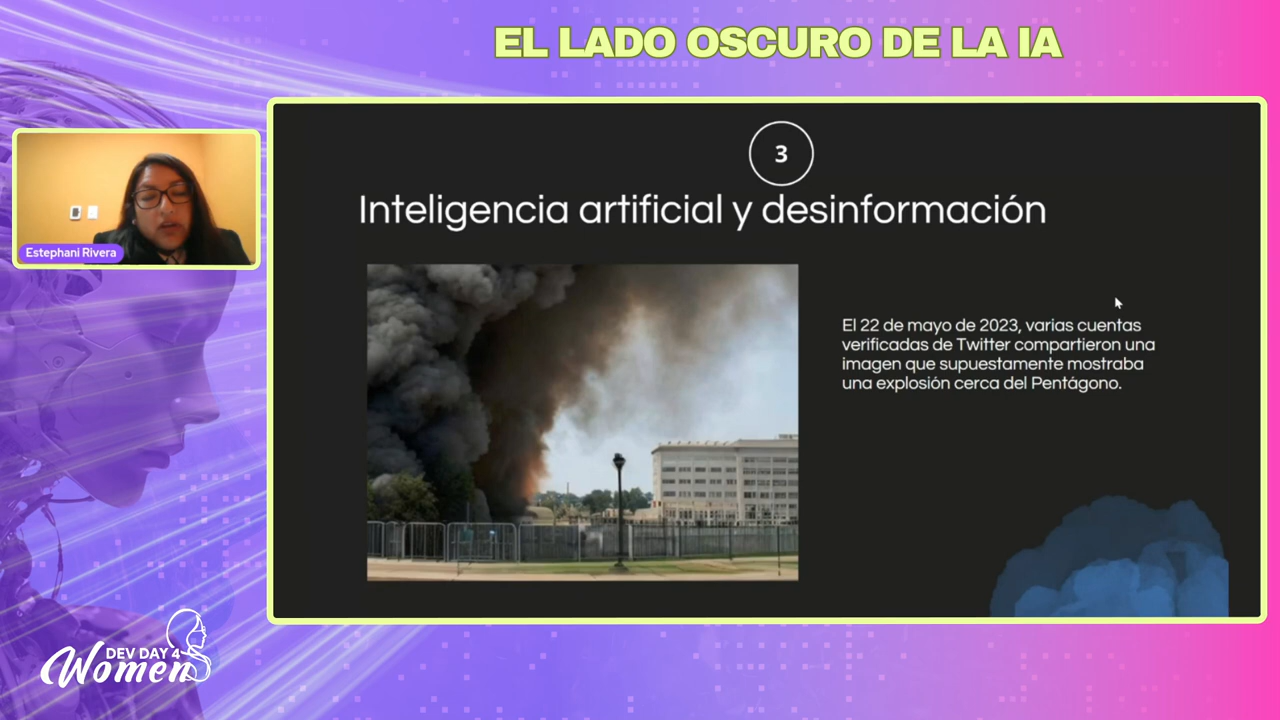 EL LADO OSCURO DE LA IA
Estephani Rivera
3
Inteligencia artificial y desinformación
El 22 de mayo de 2023, varias cuentas
verificadas de Twitter compartieron una
imagen que supuestamente mostraba
una explosión cerca del Pentágono.
DEV DAY 4
Women